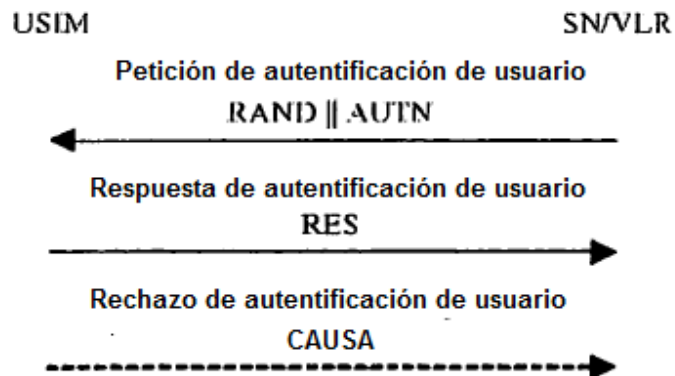 USIM SN/VLR
Petición de autentificación de usuario
RAND || AUTN
Respuesta de autentificación de usuario
RES
Rechazo de autentificación de usuario
CAUSA